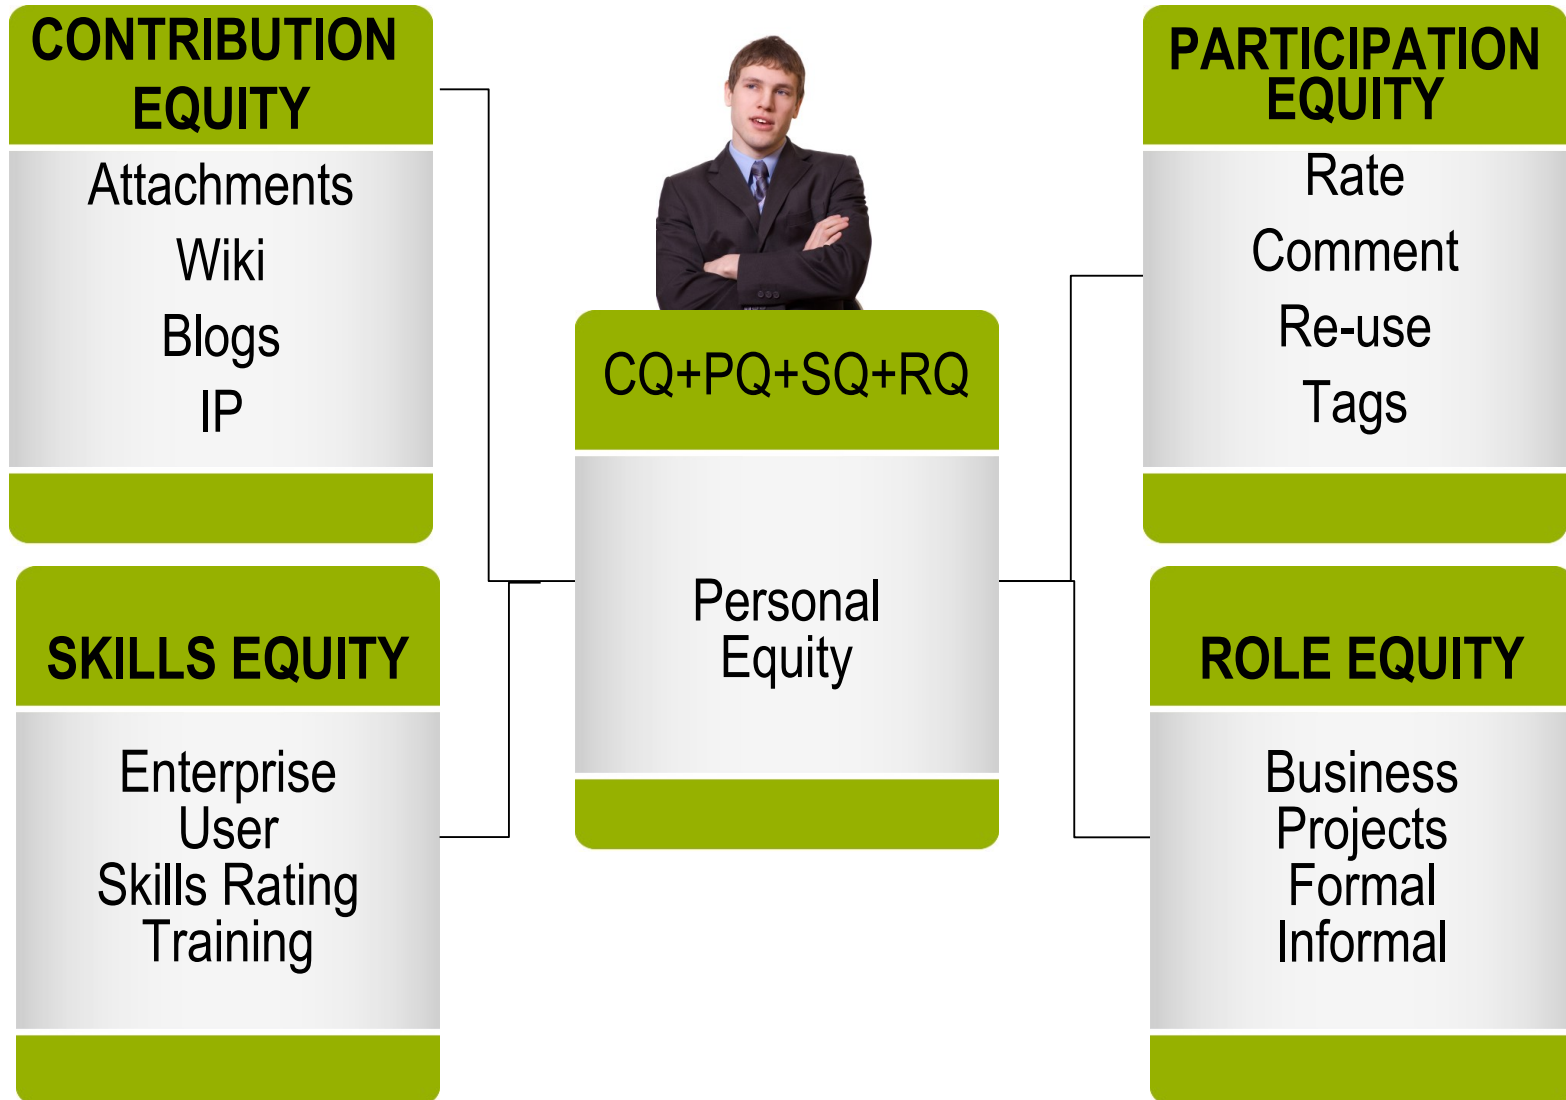 CONTRIBUTION
EQUITY
Attachments
Wiki
Blogs
IP
PARTICIPATION
EQUITY
Rate
Comment
Re-use
Tags
CQ+PQ+SQ+RQ
Personal
Equity
SKILLS EQUITY
Enterprise
User
Skills Rating
Training
ROLE EQUITY
Business
Projects
Formal
Informal